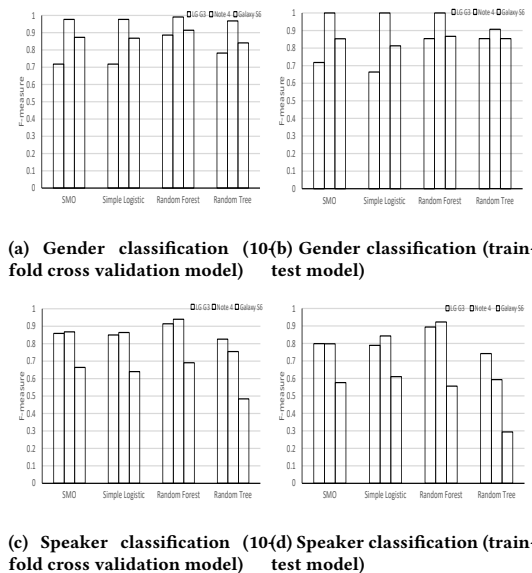 LG G3 Note 4 Galaxy S6
1
0.9
0.8
0.7
0.6
0.5
0.4
0.3
0.2
0.1
0
F-measure
SMO Simple Logistic Random Forest Random Tree
(a) Gender classification (10-
fold cross validation model)
LG G3 Note 4 Galaxy S6
1
0.9
0.8
0.7
0.6
0.5
0.4
0.3
0.2
0.1
0
F-measure
SMO Simple Logistic Random Forest Random Tree
(b) Gender classification (train-
test model)
LG G3 Note 4 Galaxy S6
1
0.9
0.8
0.7
0.6
0.5
0.4
0.3
0.2
0.1
0
F-measure
SMO Simple Logistic Random Forest Random Tree
(c) Speaker classification (10-
fold cross validation model)
LG G3 Note 4 Galaxy S6
1
0.9
0.8
0.7
0.6
0.5
0.4
0.3
0.2
0.1
0
F-measure
SMO Simple Logistic Random Forest Random Tree
(d) Speaker classification (train-
test model)